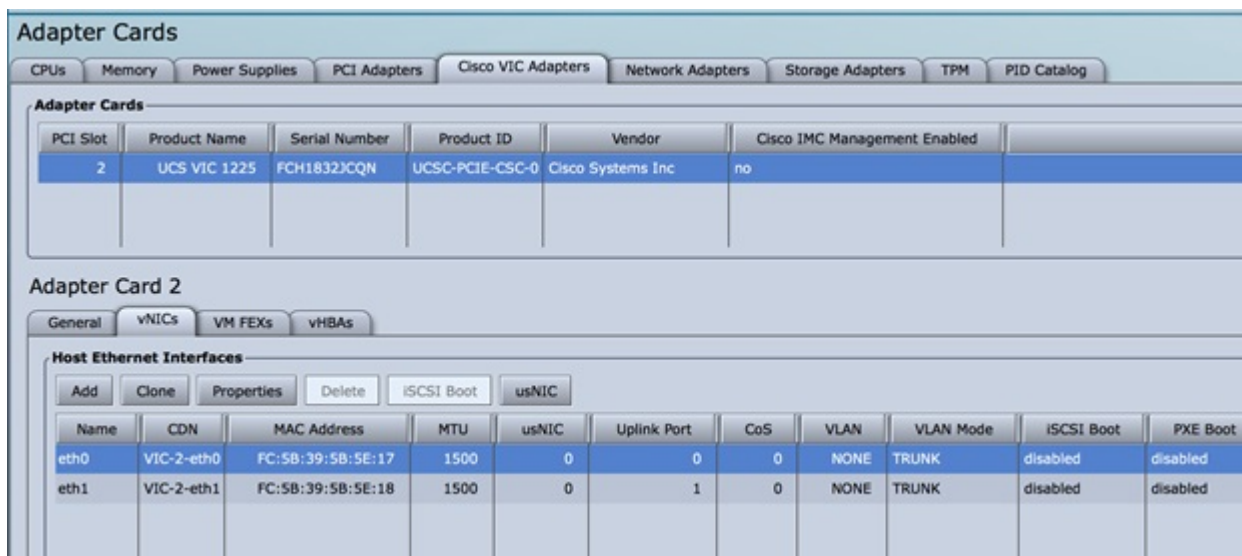 Adapter Cards
CPUs Memory Power Supplies PCI Adapters Cisco VIC Adapters Network Adapters Storage Adapters TPM PID Catalog
Adapter Cards
PCI Slot Product Name Serial Number Product ID Vendor Cisco IMC Management Enabled
2 UCS VIC 1225 FCH1832JCQN UCSC-PCIE-CSC-0 Cisco Systems Inc no
Adapter Card 2
General vNICs VM FEXs vHBAs
Host Ethernet Interfaces
Add Clone Properties Delete iSCSI Boot usNIC
Name CDN MAC Address MTU usNIC Uplink Port CoS VLAN VLAN Mode iSCSI Boot PXE Boot
eth0 VIC-2-eth0 FC:5B:39:5B:5E:17 1500 0 0 0 NONE TRUNK disabled disabled
eth1 VIC-2-eth1 FC:5B:39:5B:5E:18 1500 0 1 0 NONE TRUNK disabled disabled